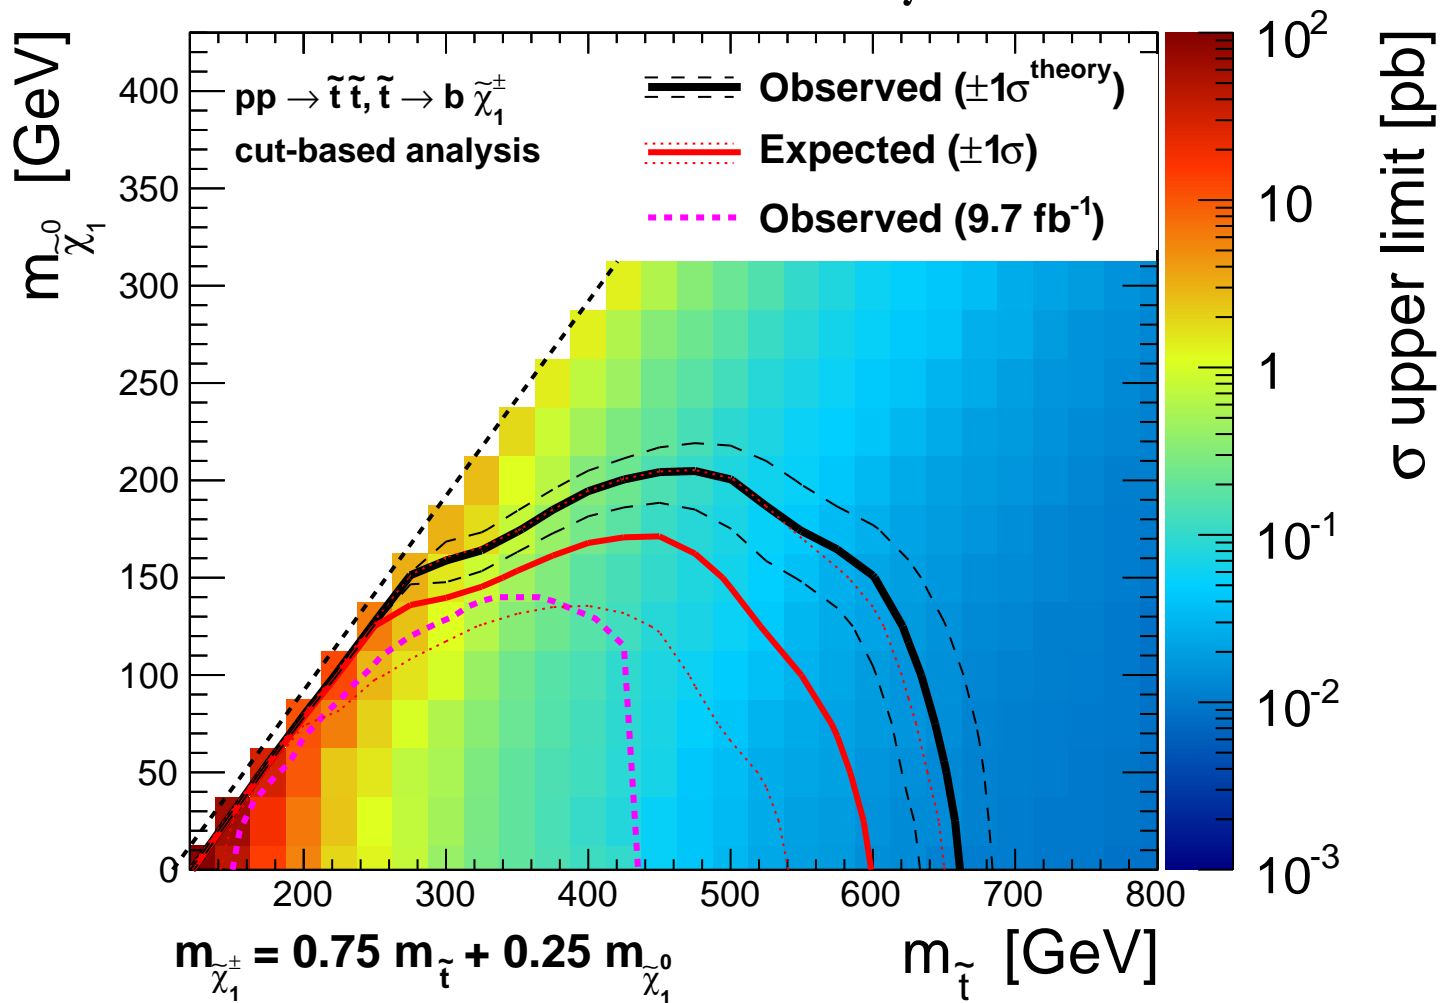 10²
σ upper limit [pb]
m_χ̃₁⁰ [GeV]
400
350
300
250
200
150
100
50
0
pp → t̃ t̃, t̃ → b χ̃₁^±
cut-based analysis
Observed (±1σ^theory)
Expected (±1σ)
Observed (9.7 fb⁻¹)
10
1
10⁻¹
10⁻²
10⁻³
200 300 400 500 600 700 800
m_χ̃₁^± = 0.75 m_t̃ + 0.25 m_χ̃₁⁰
m_t̃ [GeV]